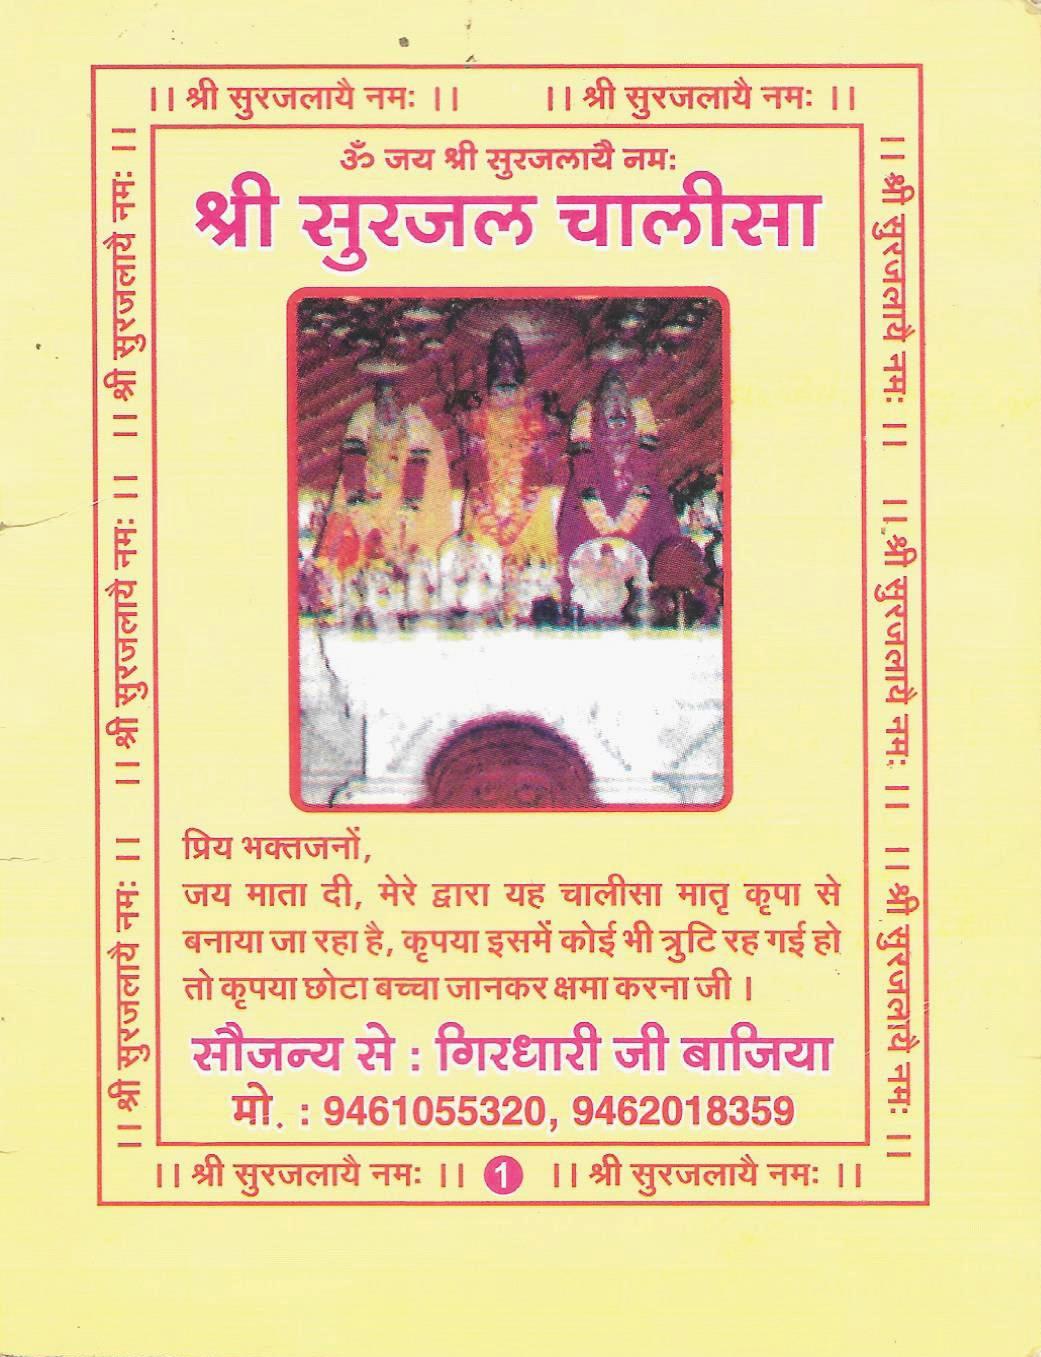 ।। श्री सुरजलायै नमः ।। ।। श्री सुरजलायै नमः ।।
ॐ जय श्री सुरजलायै नमः
श्री सुरजल चालीसा
।। श्री सुरजलायै नमः ।। ।। श्री सुरजलायै नमः ।। ।। श्री सुरजलायै नमः ।।
।। श्री सुरजलायै नमः ।। ।। श्री सुरजलायै नमः ।। ।। श्री सुरजलायै नमः ।।
प्रिय भक्तजनों,
जय माता दी, मेरे द्वारा यह चालीसा मातृ कृपा से
बनाया जा रहा है, कृपया इसमें कोई भी त्रुटि रह गई हो
तो कृपया छोटा बच्चा जानकर क्षमा करना जी ।
सौजन्य से : गिरधारी जी बाजिया
मो. : 9461055320, 9462018359
।। श्री सुरजलायै नमः ।। 1 ।। श्री सुरजलायै नमः ।।